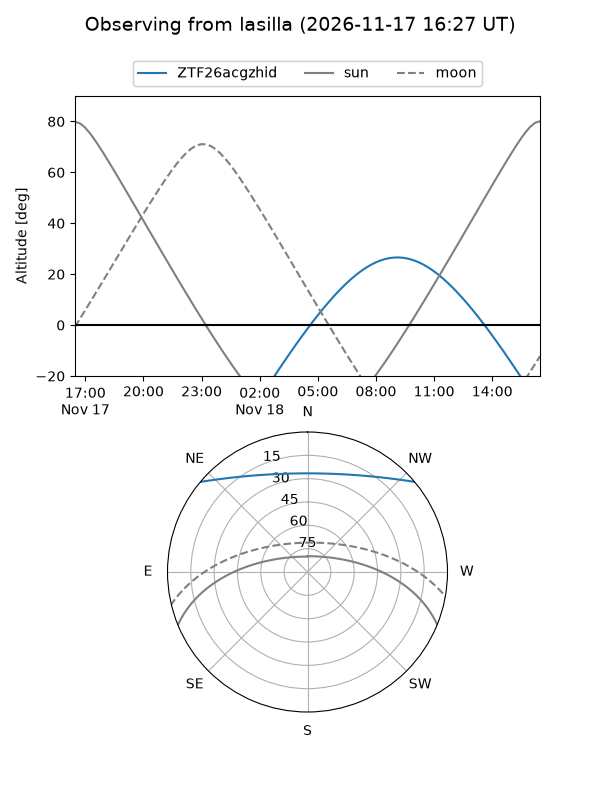 Observing from lasilla (2026-11-17 16:27 UT)
ZTF26acgzhid sun moon
Altitude [deg]
80
60
40
20
0
−20
17:00 20:00 23:00 02:00 05:00 08:00 11:00 14:00
Nov 17 Nov 18
N
NE NW
15
30
45
60
75
E W
SE SW
S